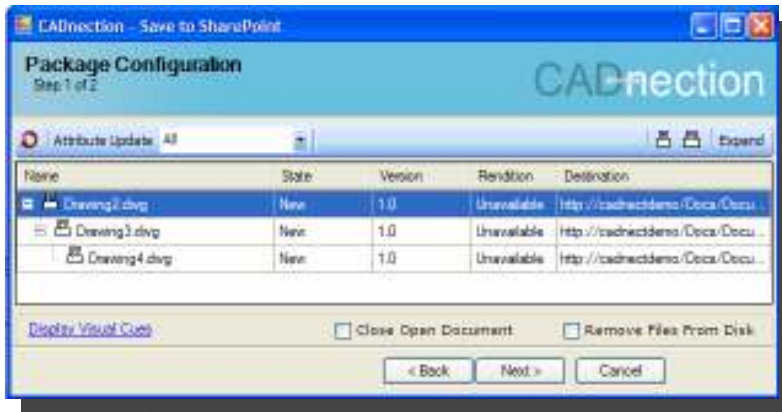 CADnection - Save to SharePoint
Package Configuration
Step 1 of 2
CADnection
Attribute Update All Expand
Name State Version Rendition Destination
Drawing2.dwg New 1.0 Unavailable http://cadnectdemo/Docs/Docu...
Drawing3.dwg New 1.0 Unavailable http://cadnectdemo/Docs/Docu...
Drawing4.dwg New 1.0 Unavailable http://cadnectdemo/Docs/Docu...
Display Visual Cues Close Open Document Remove Files From Disk
< Back Next > Cancel